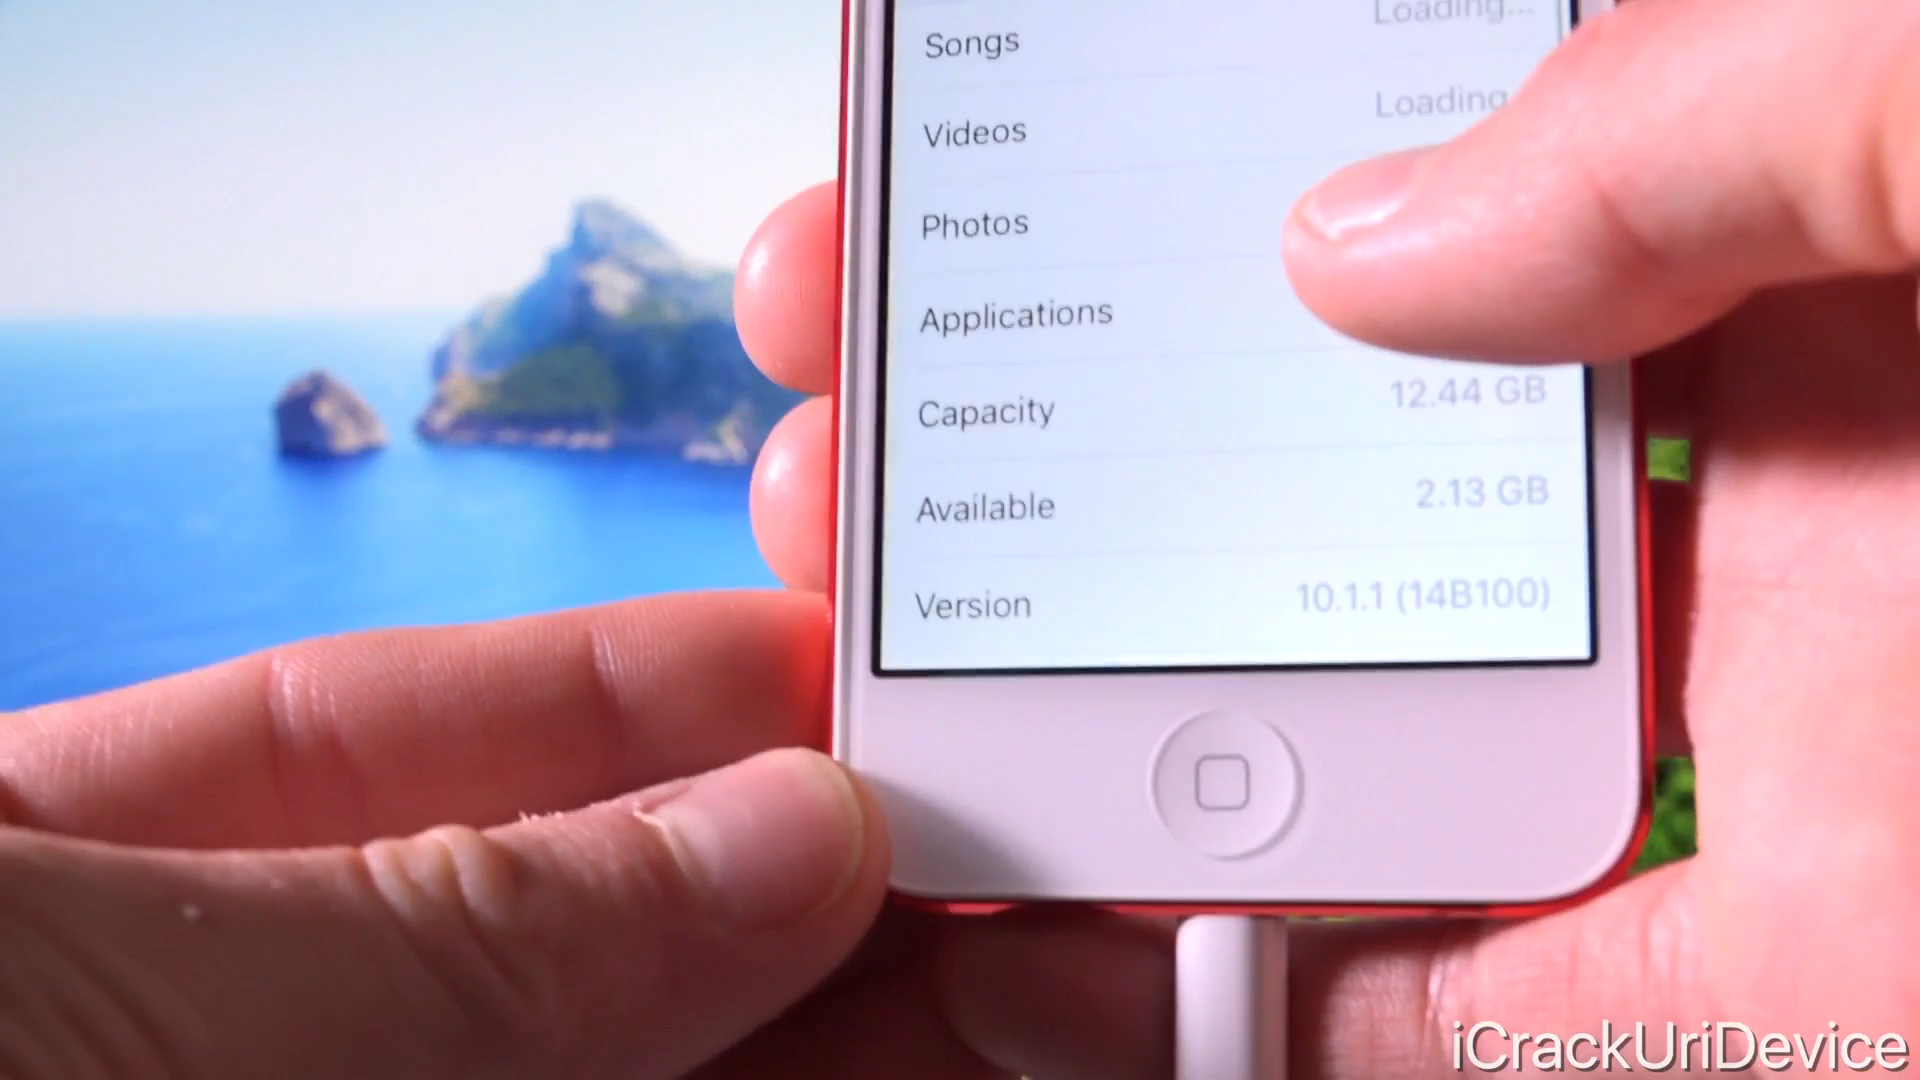 Songs Loading...
Videos Loading
Photos
Applications
Capacity 12.44 GB
Available 2.13 GB
Version 10.1.1 (14B100)
iCrackUriDevice